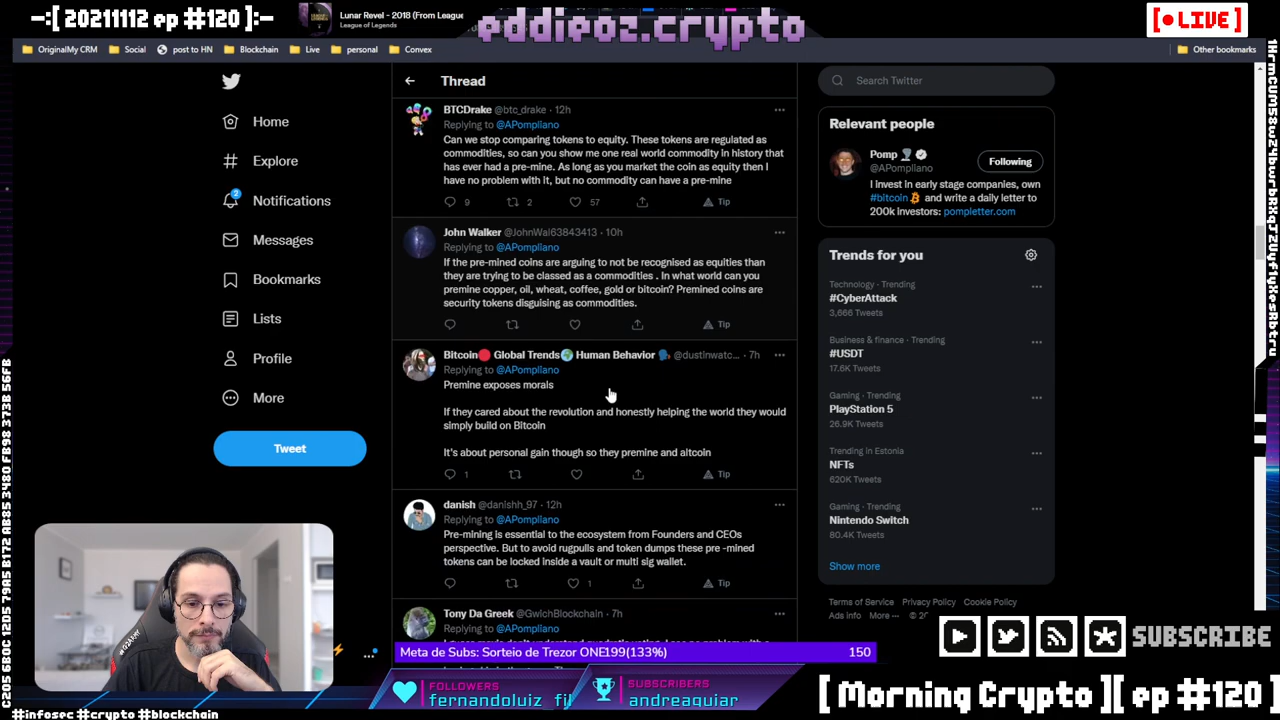 -:[ 20211112 ep #120 ]:-
Lunar Revel - 2018 (From League
League of Legends
eddieoz.crypto
[●LIVE]
OriginalMy CRM
Social
post to HN
Blockchain
Live
personal
Convex
Other bookmarks
Home
Explore
2
Notifications
Messages
Bookmarks
Lists
Profile
More
Tweet
Thread
BTCDrake @btc_drake · 12h
Replying to @APompliano
Can we stop comparing tokens to equity. These tokens are regulated as
commodities, so can you show me one real world commodity in history that
has ever had a pre-mine. As long as you market the coin as equity then I
have no problem with it, but no commodity can have a pre-mine
9 2 57 Tip
John Walker @JohnWal63843413 · 10h
Replying to @APompliano
If the pre-mined coins are arguing to not be recognised as equities than
they are trying to be classed as a commodities . In what world can you
premine copper, oil, wheat, coffee, gold or bitcoin? Premined coins are
security tokens disguising as commodities.
Tip
Bitcoin🔴 Global Trends🌍 Human Behavior 🗣 @dustinwatc... · 7h
Replying to @APompliano
Premine exposes morals
If they cared about the revolution and honestly helping the world they would
simply build on Bitcoin
It's about personal gain though so they premine and altcoin
1 Tip
danish @danishh_97 · 12h
Replying to @APompliano
Pre-mining is essential to the ecosystem from Founders and CEOs
perspective. But to avoid rugpulls and token dumps these pre -mined
tokens can be locked inside a vault or multi sig wallet.
1 Tip
Tony Da Greek @GwichBlockchain · 7h
Replying to @APompliano
Search Twitter
Relevant people
Pomp
@APompliano
Following
I invest in early stage companies, own
#bitcoin and write a daily letter to
200k investors: pompletter.com
Trends for you
Technology · Trending
#CyberAttack
3,666 Tweets
Business & finance · Trending
#USDT
17.6K Tweets
Gaming · Trending
PlayStation 5
26.9K Tweets
Trending in Estonia
NFTs
620K Tweets
Gaming · Trending
Nintendo Switch
80.4K Tweets
Show more
Terms of Service Privacy Policy Cookie Policy
Ad info More ···
Meta de Subs: Sorteio de Trezor ONE199(133%) 150
FOLLOWERS
fernandoluiz_fil
SUBSCRIBERS
andreaguiar
SUBSCRIBE
[ Morning Crypto ][ ep #120 ]
#infosec #crypto #blockchain